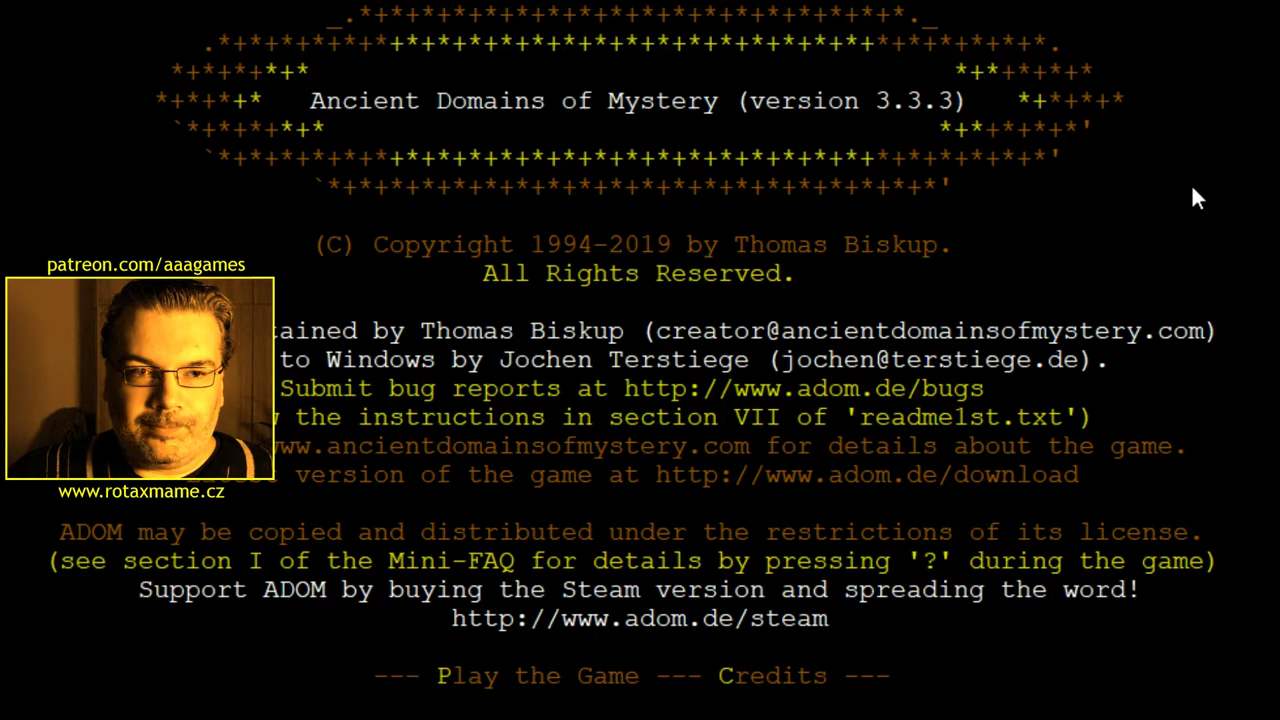 _.*+*+*+*+*+*+*+*+*+*+*+*+*+*+*+*+*+*._
.*+*+*+*+*+*+*+*+*+*+*+*+*+*+*+*+*+*+*+*+*+*+*+*+*+*+*.
*+*+*+*+* *+*+*+*+*
*+*+*+* Ancient Domains of Mystery (version 3.3.3) *+*+*+*
`*+*+*+*+* *+*+*+*+*'
`*+*+*+*+*+*+*+*+*+*+*+*+*+*+*+*+*+*+*+*+*+*+*+*+*+*+*'
`*+*+*+*+*+*+*+*+*+*+*+*+*+*+*+*+*+*+*+*'
(C) Copyright 1994-2019 by Thomas Biskup.
All Rights Reserved.
patreon.com/aaagames
tained by Thomas Biskup (creator@ancientdomainsofmystery.com)
to Windows by Jochen Terstiege (jochen@terstiege.de).
Submit bug reports at http://www.adom.de/bugs
the instructions in section VII of 'readme1st.txt')
www.ancientdomainsofmystery.com for details about the game.
version of the game at http://www.adom.de/download
www.rotaxmame.cz
ADOM may be copied and distributed under the restrictions of its license.
(see section I of the Mini-FAQ for details by pressing '?' during the game)
Support ADOM by buying the Steam version and spreading the word!
http://www.adom.de/steam
--- Play the Game --- Credits ---